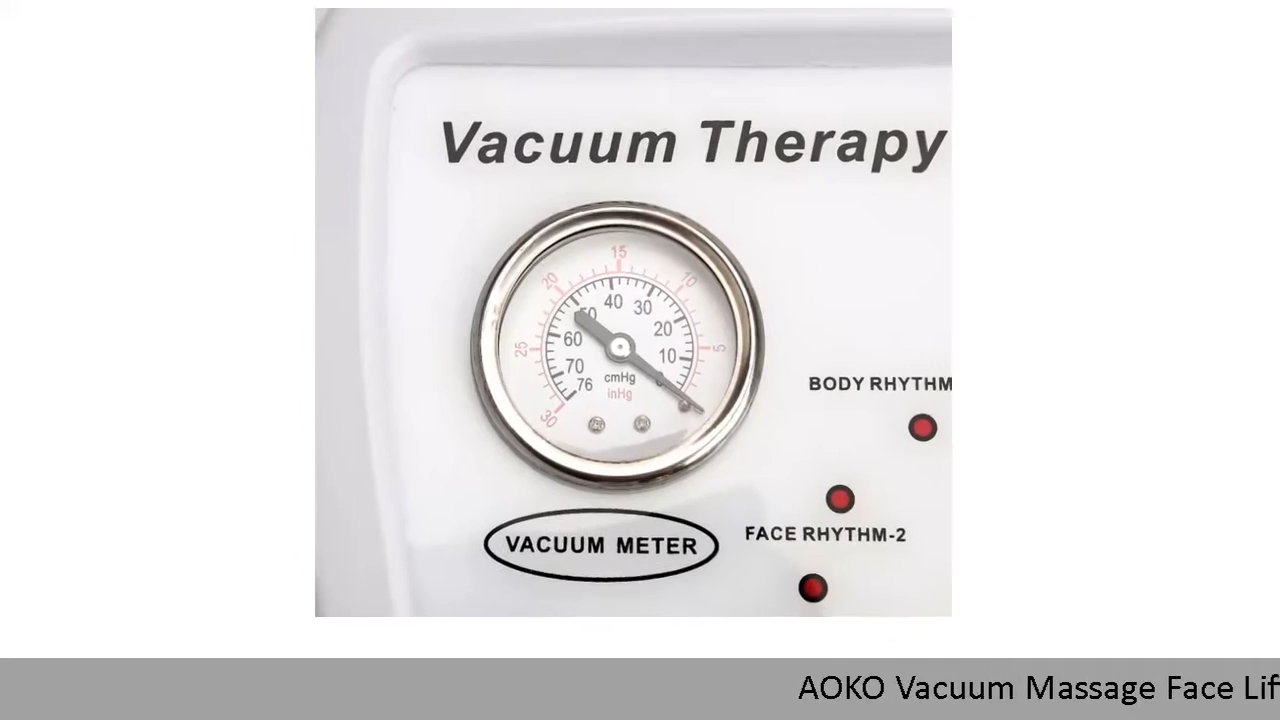 Vacuum Therapy
15
20
10
40
50
30
20
60
25
5
10
70
76
cmHg
inHg
30
BODY RHYTHM
VACUUM METER
FACE RHYTHM-2
AOKO Vacuum Massage Face Lif